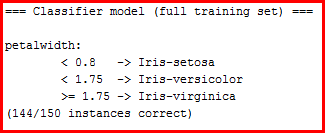 === Classifier model (full training set) ===
petalwidth:
< 0.8 -> Iris-setosa
< 1.75 -> Iris-versicolor
>= 1.75 -> Iris-virginica
(144/150 instances correct)